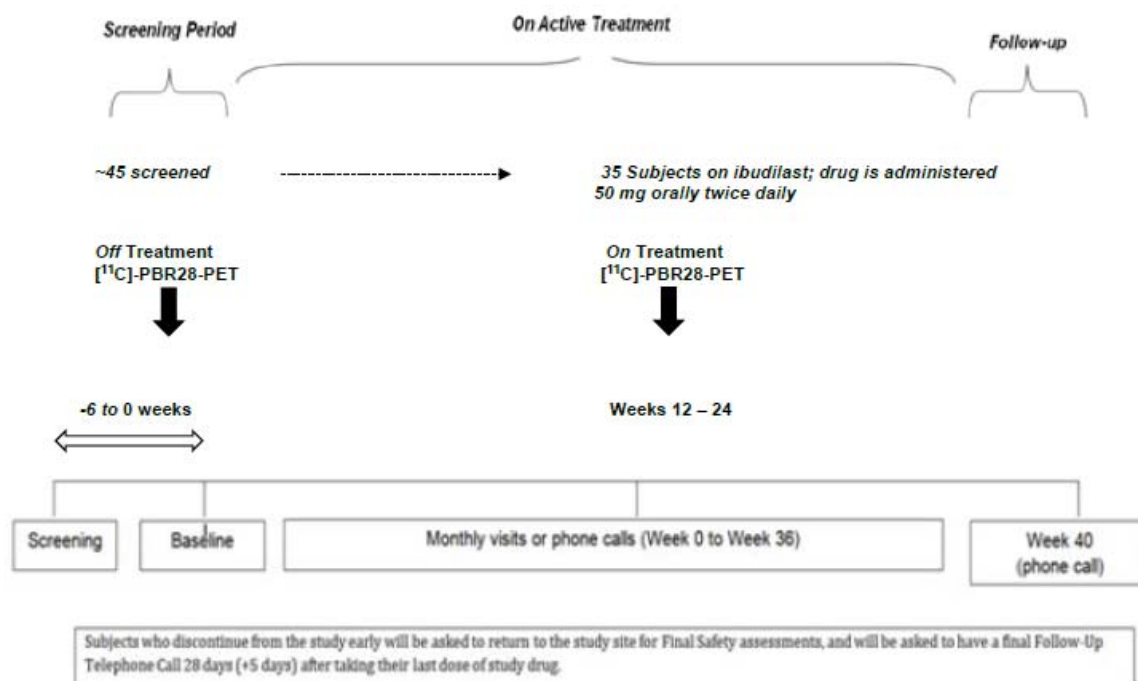 Screening Period
On Active Treatment
Follow-up
~45 screened
35 Subjects on ibudilast; drug is administered
50 mg orally twice daily
Off Treatment
[¹¹C]-PBR28-PET
On Treatment
[¹¹C]-PBR28-PET
-6 to 0 weeks
Weeks 12 – 24
Screening
Baseline
Monthly visits or phone calls (Week 0 to Week 36)
Week 40
(phone call)
Subjects who discontinue from the study early will be asked to return to the study site for Final Safety assessments, and will be asked to have a final Follow-Up
Telephone Call 28 days (+5 days) after taking their last dose of study drug.